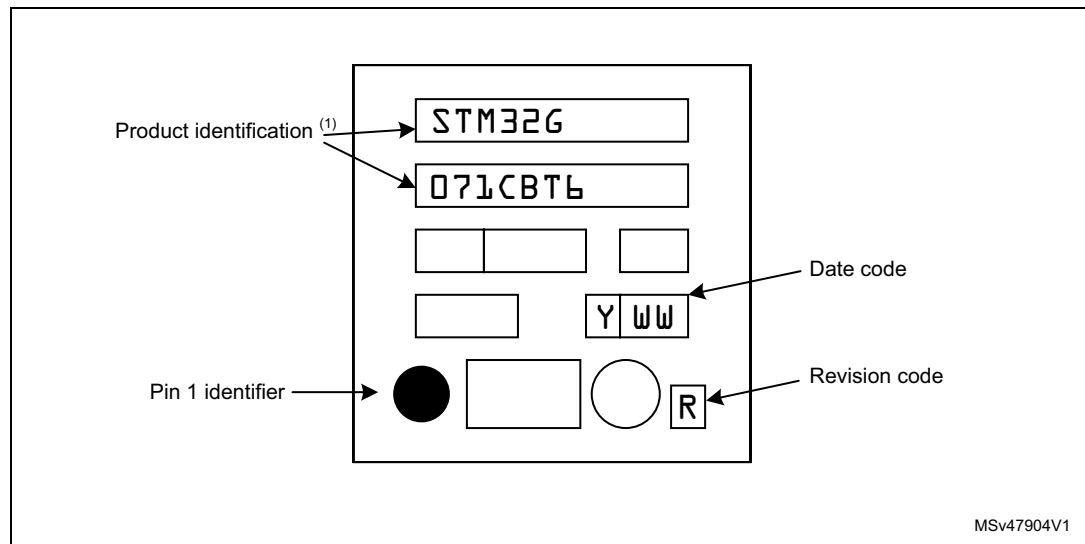 STM32G
Product identification (1)
071CBT6
Date code
Y WW
Pin 1 identifier
Revision code
R
MSv47904V1